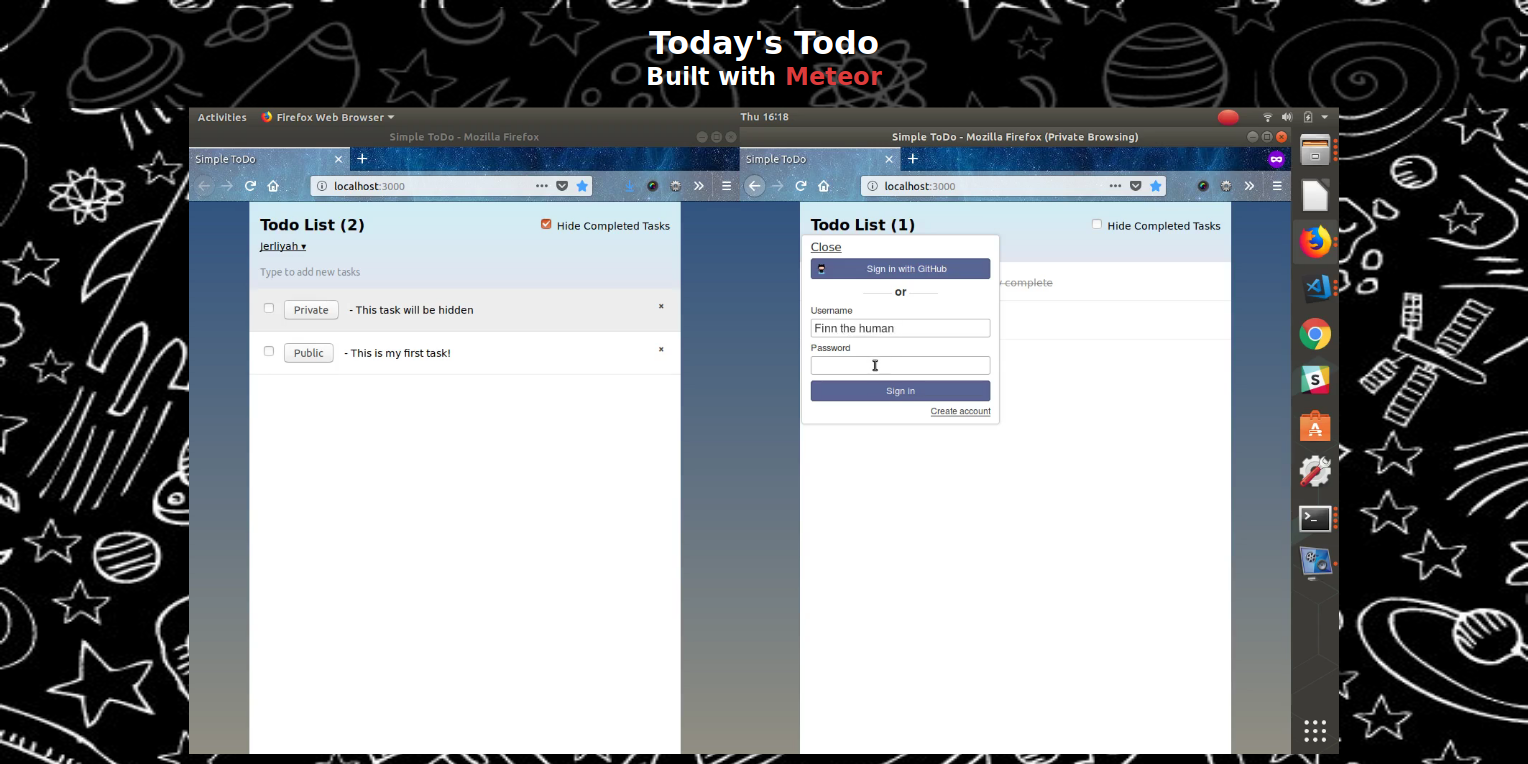 Today's Todo
Built with Meteor
Activities Firefox Web Browser Thu 16:18
Simple ToDo - Mozilla Firefox
Simple ToDo
localhost:3000
Todo List (2) Hide Completed Tasks
Jerliyah ▾
Type to add new tasks
Private - This task will be hidden ×
Public - This is my first task! ×
Simple ToDo - Mozilla Firefox (Private Browsing)
Simple ToDo
localhost:3000
Todo List (1) Hide Completed Tasks
Close
Sign in with GitHub
or
complete
Username
Finn the human
Password
Sign in
Create account
S
A
>_